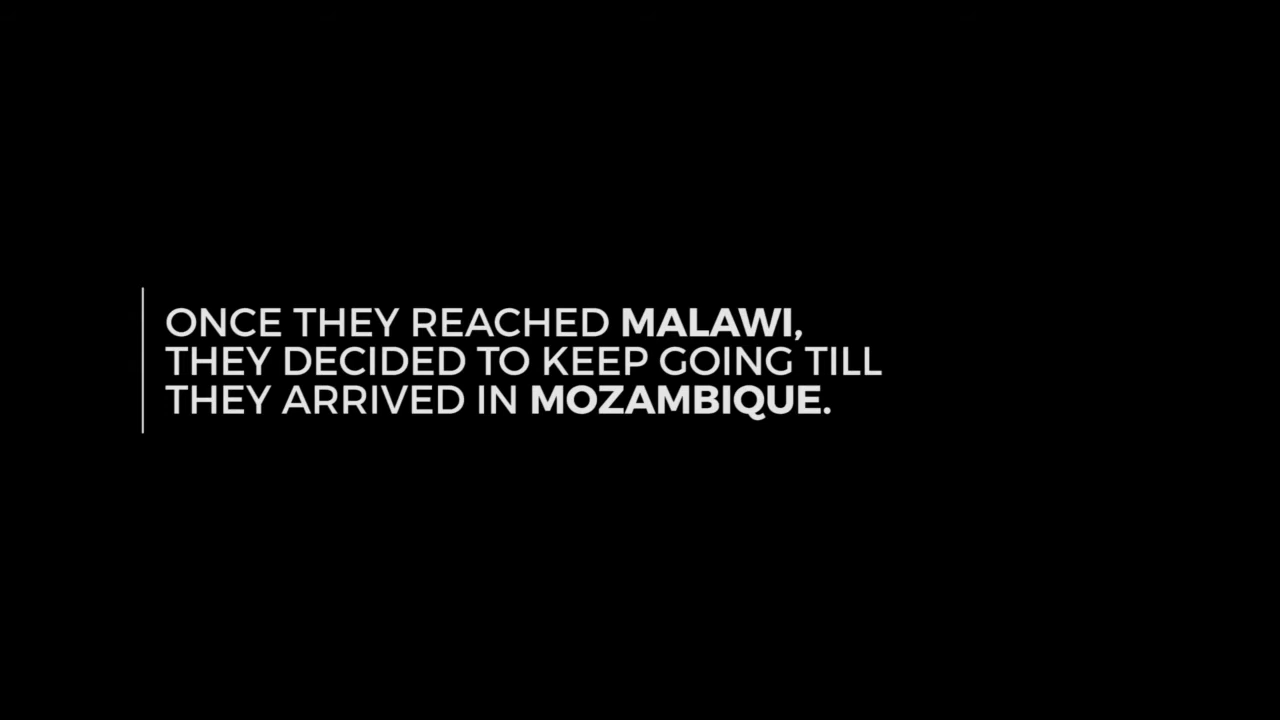 ONCE THEY REACHED MALAWI,
THEY DECIDED TO KEEP GOING TILL
THEY ARRIVED IN MOZAMBIQUE.